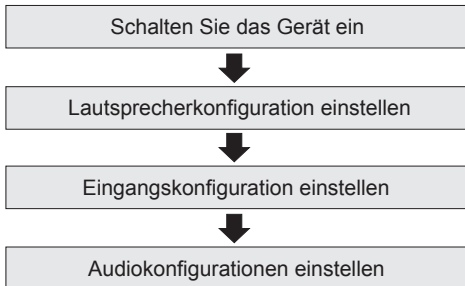 Schalten Sie das Gerät ein
Lautsprecherkonfiguration einstellen
Eingangskonfiguration einstellen
Audiokonfigurationen einstellen